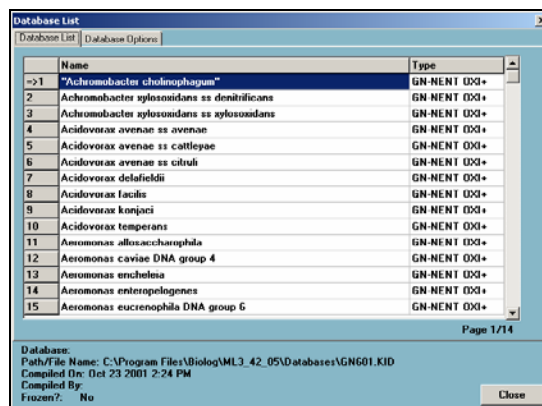 Database List
Database List Database Options
Name Type
=>1 "Achromobacter cholinophagum" GN-NENT OXI+
2 Achromobacter xylosoxidans ss denitrificans GN-NENT OXI+
3 Achromobacter xylosoxidans ss xylosoxidans GN-NENT OXI+
4 Acidovorax avenae ss avenae GN-NENT OXI+
5 Acidovorax avenae ss cattleyae GN-NENT OXI+
6 Acidovorax avenae ss citruli GN-NENT OXI+
7 Acidovorax delafieldii GN-NENT OXI+
8 Acidovorax facilis GN-NENT OXI+
9 Acidovorax konjaci GN-NENT OXI+
10 Acidovorax temperans GN-NENT OXI+
11 Aeromonas allosaccharophila GN-NENT OXI+
12 Aeromonas caviae DNA group 4 GN-NENT OXI+
13 Aeromonas encheleia GN-NENT OXI+
14 Aeromonas enteropelogenes GN-NENT OXI+
15 Aeromonas eucrenophila DNA group 6 GN-NENT OXI+
Page 1/14
Database:
Path/File Name: C:\Program Files\Biolog\ML3_42_05\Databases\GN601.KID
Compiled On: Oct 23 2001 2:24 PM
Compiled By:
Frozen?: No
Close